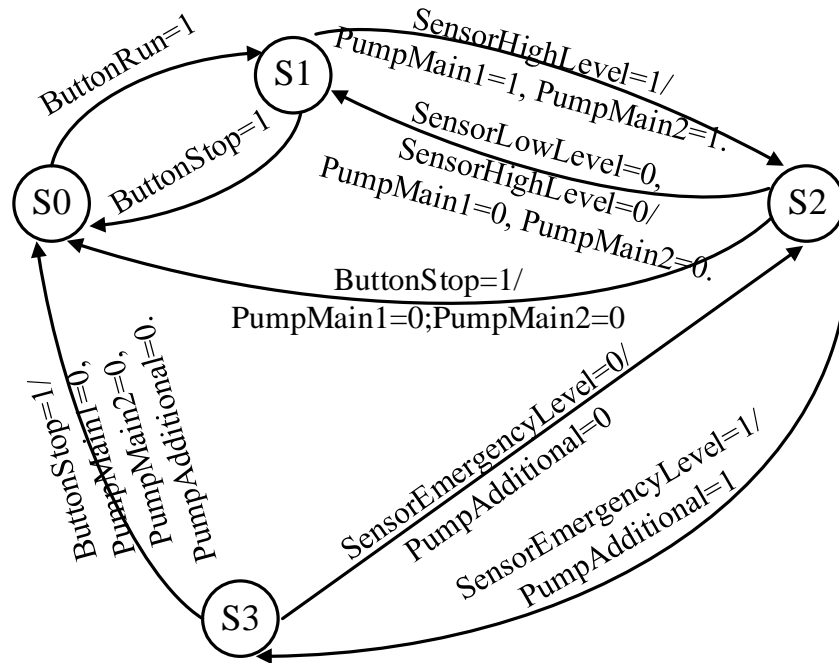 ButtonRun=1
S1
SensorHighLevel=1/
PumpMain1=1, PumpMain2=1.
ButtonStop=1
SensorLowLevel=0,
SensorHighLevel=0/
PumpMain1=0, PumpMain2=0.
S0
S2
ButtonStop=1/
PumpMain1=0;PumpMain2=0
ButtonStop=1/
PumpMain1=0,
PumpMain2=0,
PumpAdditional=0.
SensorEmergencyLevel=0/
PumpAdditional=0
SensorEmergencyLevel=1/
PumpAdditional=1
S3